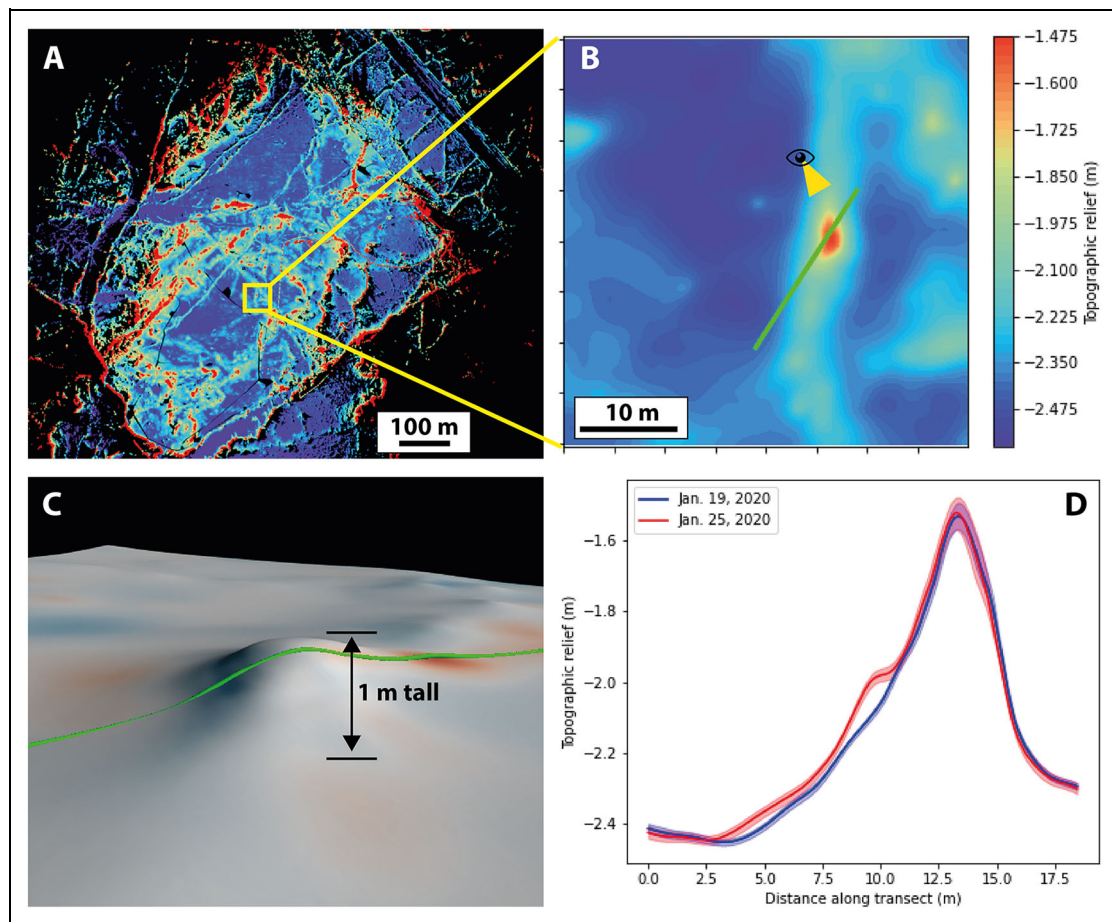 A
100 m
B
10 m
−1.475
−1.600
−1.725
−1.850
−1.975
−2.100
−2.225
−2.350
−2.475
Topographic relief (m)
C
1 m tall
D
Jan. 19, 2020
Jan. 25, 2020
−1.6
−1.8
−2.0
−2.2
−2.4
Topographic relief (m)
0.0 2.5 5.0 7.5 10.0 12.5 15.0 17.5
Distance along transect (m)